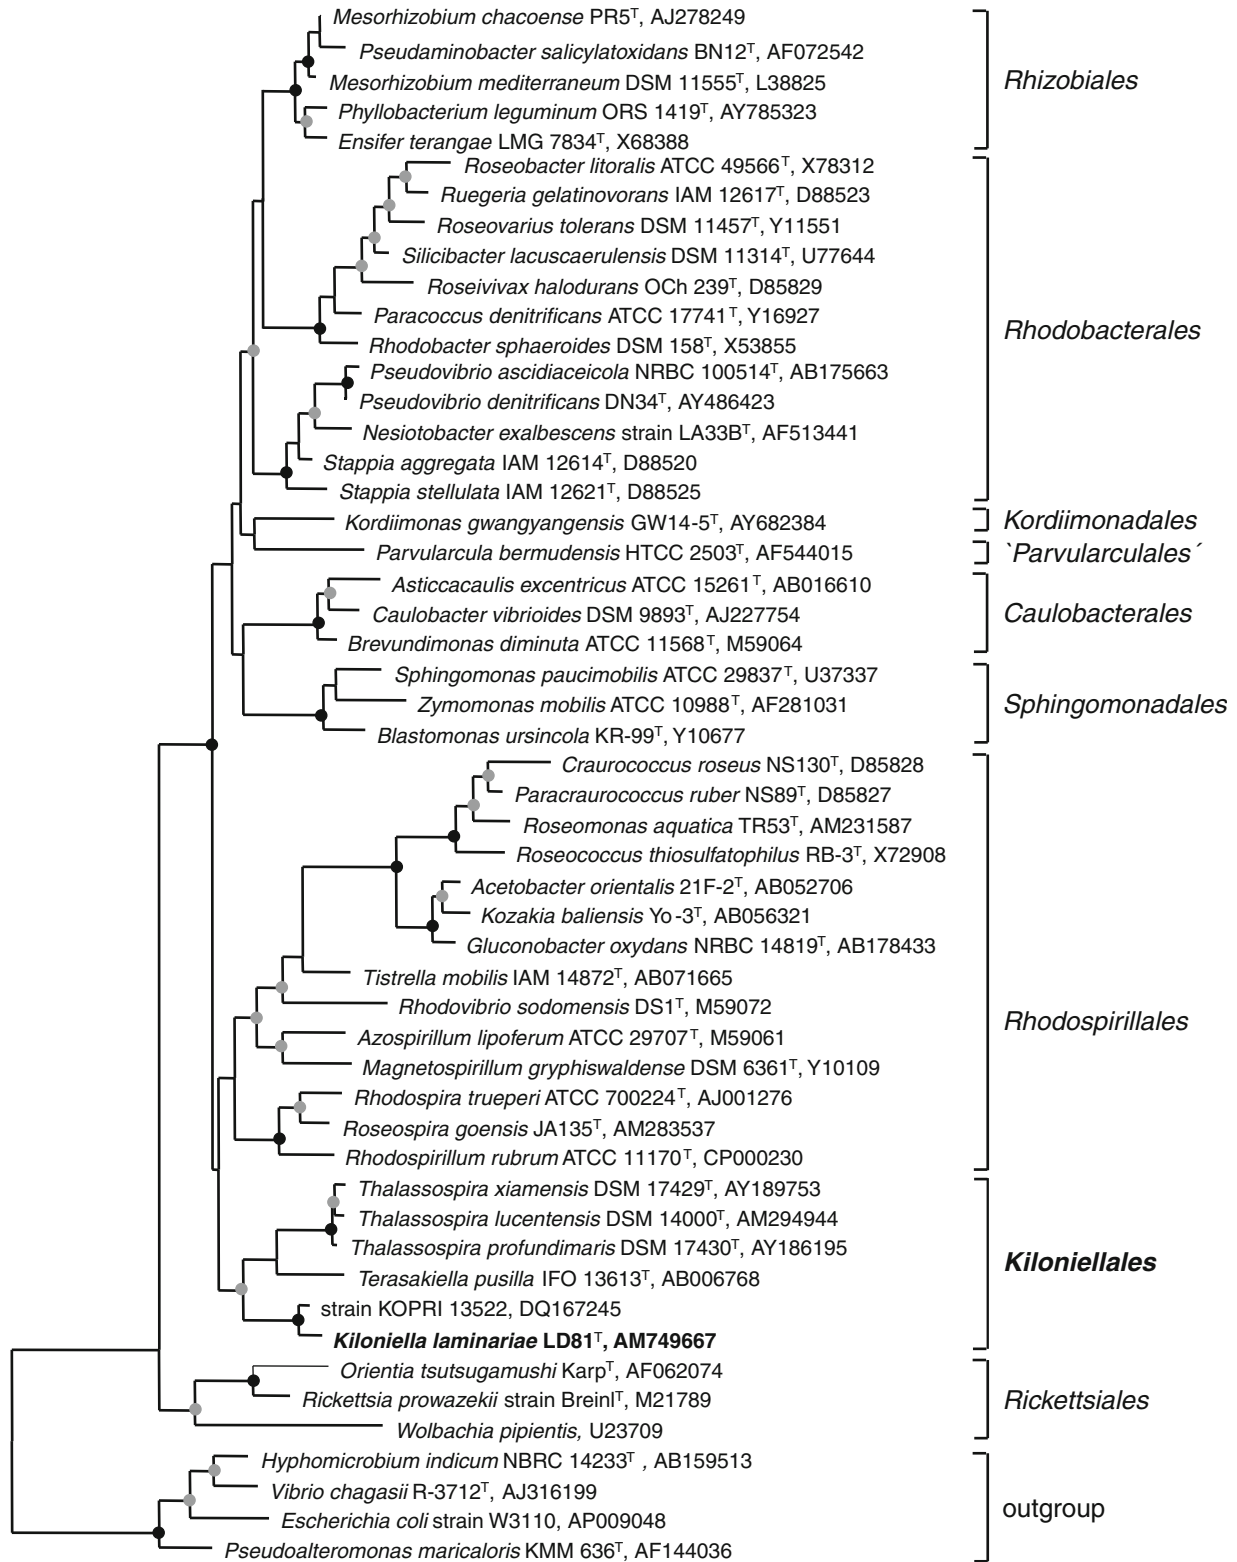 Mesorhizobium chacoense PR5ᵀ, AJ278249
Pseudaminobacter salicylatoxidans BN12ᵀ, AF072542
Mesorhizobium mediterraneum DSM 11555ᵀ, L38825
Phyllobacterium leguminum ORS 1419ᵀ, AY785323
Ensifer terangae LMG 7834ᵀ, X68388
Rhizobiales
Roseobacter litoralis ATCC 49566ᵀ, X78312
Ruegeria gelatinovorans IAM 12617ᵀ, D88523
Roseovarius tolerans DSM 11457ᵀ, Y11551
Silicibacter lacuscaerulensis DSM 11314ᵀ, U77644
Roseivivax halodurans OCh 239ᵀ, D85829
Paracoccus denitrificans ATCC 17741ᵀ, Y16927
Rhodobacter sphaeroides DSM 158ᵀ, X53855
Pseudovibrio ascidiaceicola NRBC 100514ᵀ, AB175663
Pseudovibrio denitrificans DN34ᵀ, AY486423
Nesiotobacter exalbescens strain LA33Bᵀ, AF513441
Stappia aggregata IAM 12614ᵀ, D88520
Stappia stellulata IAM 12621ᵀ, D88525
Rhodobacterales
Kordiimonas gwangyangensis GW14-5ᵀ, AY682384
Kordiimonadales
Parvularcula bermudensis HTCC 2503ᵀ, AF544015
`Parvularculales´
Asticcacaulis excentricus ATCC 15261ᵀ, AB016610
Caulobacter vibrioides DSM 9893ᵀ, AJ227754
Brevundimonas diminuta ATCC 11568ᵀ, M59064
Caulobacterales
Sphingomonas paucimobilis ATCC 29837ᵀ, U37337
Zymomonas mobilis ATCC 10988ᵀ, AF281031
Blastomonas ursincola KR-99ᵀ, Y10677
Sphingomonadales
Craurococcus roseus NS130ᵀ, D85828
Paracraurococcus ruber NS89ᵀ, D85827
Roseomonas aquatica TR53ᵀ, AM231587
Roseococcus thiosulfatophilus RB-3ᵀ, X72908
Acetobacter orientalis 21F-2ᵀ, AB052706
Kozakia baliensis Yo-3ᵀ, AB056321
Gluconobacter oxydans NRBC 14819ᵀ, AB178433
Tistrella mobilis IAM 14872ᵀ, AB071665
Rhodovibrio sodomensis DS1ᵀ, M59072
Azospirillum lipoferum ATCC 29707ᵀ, M59061
Magnetospirillum gryphiswaldense DSM 6361ᵀ, Y10109
Rhodospira trueperi ATCC 700224ᵀ, AJ001276
Roseospira goensis JA135ᵀ, AM283537
Rhodospirillum rubrum ATCC 11170ᵀ, CP000230
Rhodospirillales
Thalassospira xiamensis DSM 17429ᵀ, AY189753
Thalassospira lucentensis DSM 14000ᵀ, AM294944
Thalassospira profundimaris DSM 17430ᵀ, AY186195
Terasakiella pusilla IFO 13613ᵀ, AB006768
strain KOPRI 13522, DQ167245
Kiloniella laminariae LD81ᵀ, AM749667
Kiloniellales
Orientia tsutsugamushi Karpᵀ, AF062074
Rickettsia prowazekii strain Breinlᵀ, M21789
Wolbachia pipientis, U23709
Rickettsiales
Hyphomicrobium indicum NBRC 14233ᵀ , AB159513
Vibrio chagasii R-3712ᵀ, AJ316199
Escherichia coli strain W3110, AP009048
Pseudoalteromonas maricaloris KMM 636ᵀ, AF144036
outgroup